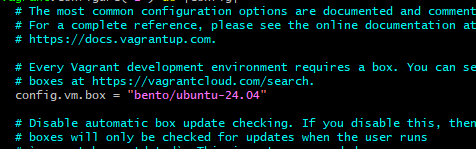 # The most common configuration options are documented and comment
# For a complete reference, please see the online documentation at
# https://docs.vagrantup.com.
# Every Vagrant development environment requires a box. You can se
# boxes at https://vagrantcloud.com/search.
config.vm.box = "bento/ubuntu-24.04"
# Disable automatic box update checking. If you disable this, then
# boxes will only be checked for updates when the user runs